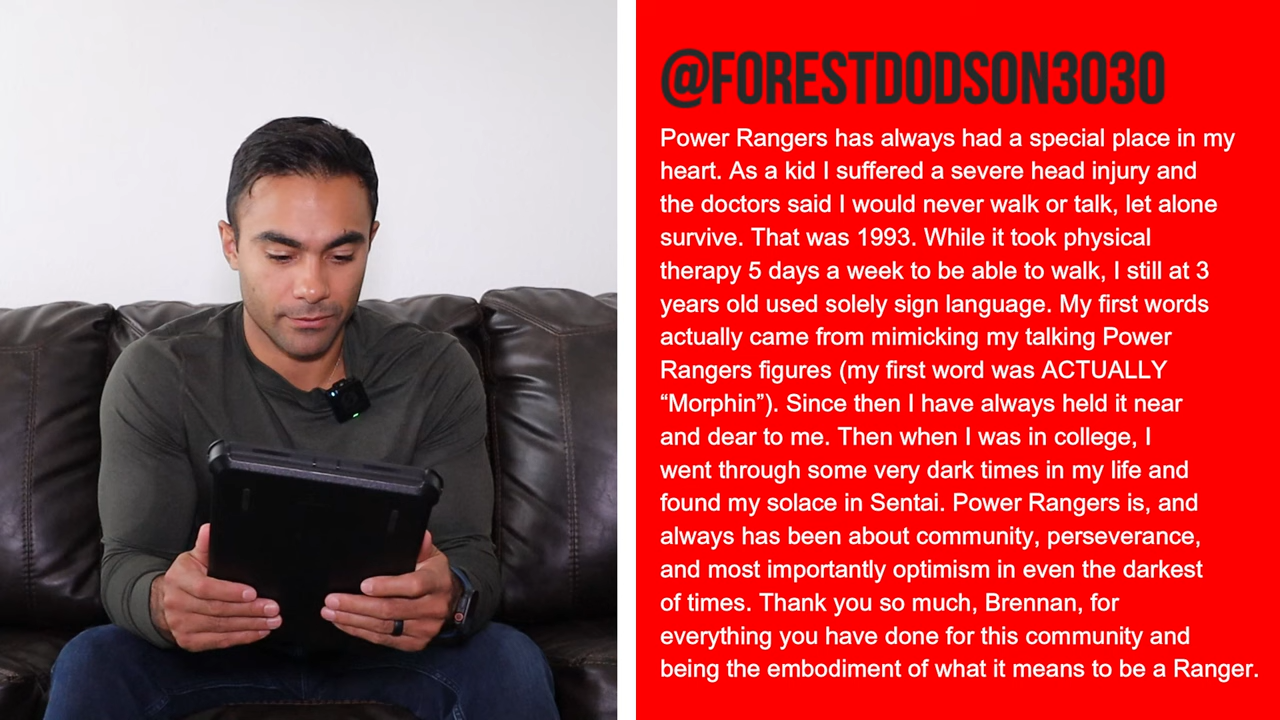 @FORESTDODSON3030
Power Rangers has always had a special place in my
heart. As a kid I suffered a severe head injury and
the doctors said I would never walk or talk, let alone
survive. That was 1993. While it took physical
therapy 5 days a week to be able to walk, I still at 3
years old used solely sign language. My first words
actually came from mimicking my talking Power
Rangers figures (my first word was ACTUALLY
“Morphin”). Since then I have always held it near
and dear to me. Then when I was in college, I
went through some very dark times in my life and
found my solace in Sentai. Power Rangers is, and
always has been about community, perseverance,
and most importantly optimism in even the darkest
of times. Thank you so much, Brennan, for
everything you have done for this community and
being the embodiment of what it means to be a Ranger.